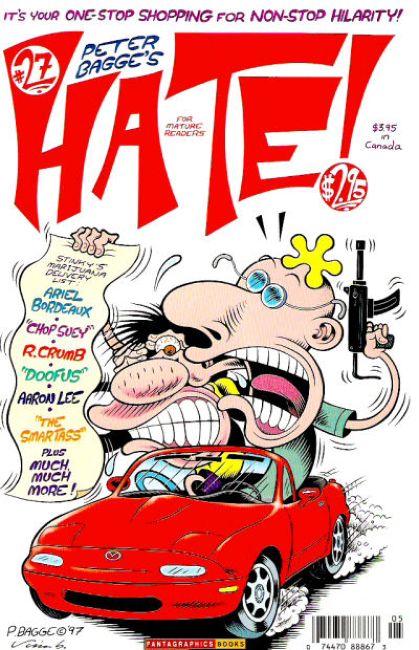 IT'S YOUR ONE-STOP SHOPPING FOR NON-STOP HILARITY!
#27
PETER
BAGGE'S
HATE!
FOR
MATURE
READERS
$3.95
in
Canada
$2.95
STINKY'S
MARIJUANA
DELIVERY
LIST
ARIEL
BORDEAUX
•
"CHOP SUEY"
•
R. CRUMB
•
"DOOFUS"
•
AARON LEE
•
"THE
SMARTASS"
PLUS
MUCH,
MUCH
MORE!
!!
P. BAGGE ©'97
FANTAGRAPHICS BOOKS
05
0 74470 88867 3